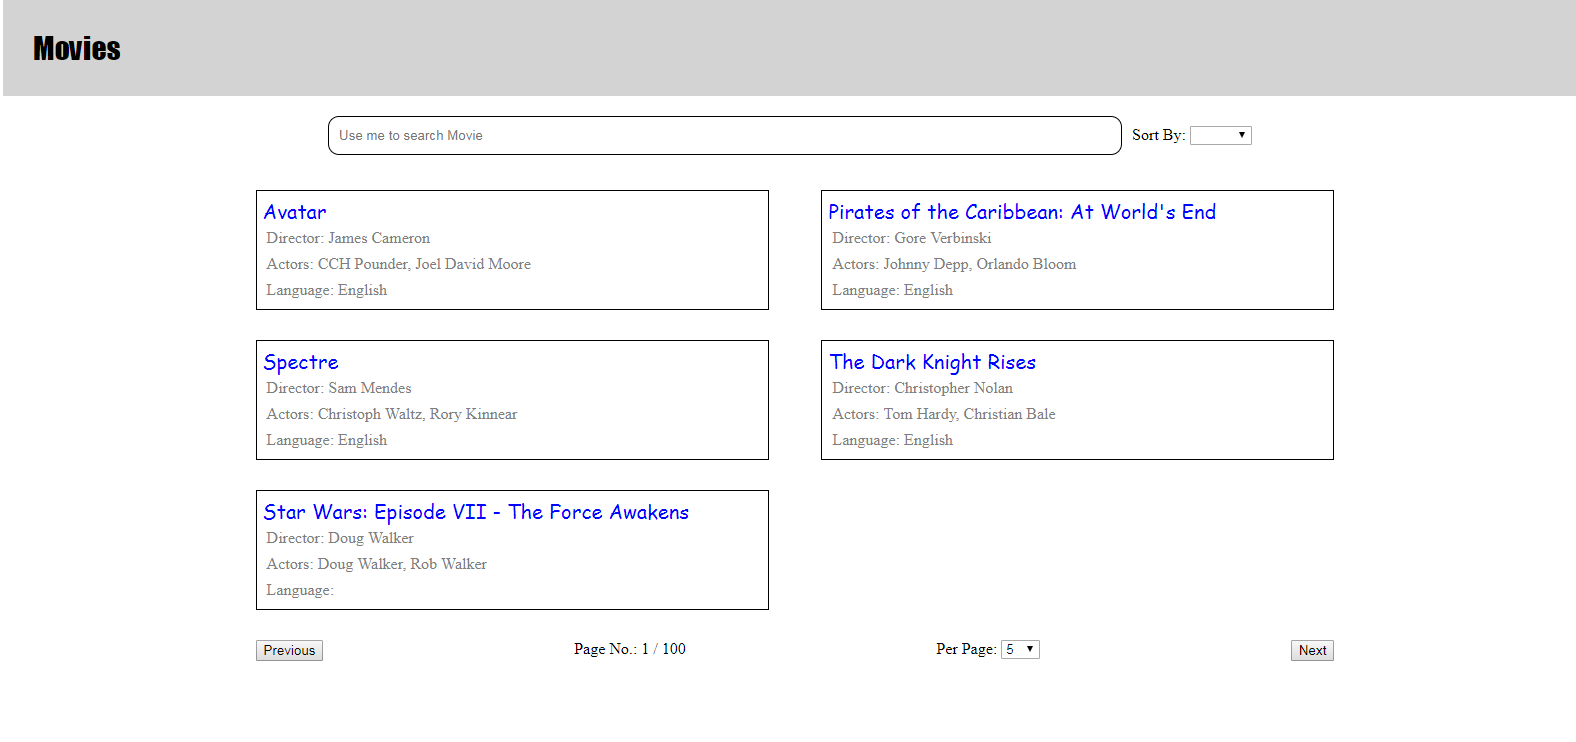 Movies
Use me to search Movie
Sort By:
Avatar
Director: James Cameron
Actors: CCH Pounder, Joel David Moore
Language: English
Pirates of the Caribbean: At World's End
Director: Gore Verbinski
Actors: Johnny Depp, Orlando Bloom
Language: English
Spectre
Director: Sam Mendes
Actors: Christoph Waltz, Rory Kinnear
Language: English
The Dark Knight Rises
Director: Christopher Nolan
Actors: Tom Hardy, Christian Bale
Language: English
Star Wars: Episode VII - The Force Awakens
Director: Doug Walker
Actors: Doug Walker, Rob Walker
Language:
Previous
Page No.: 1 / 100
Per Page: 5
Next